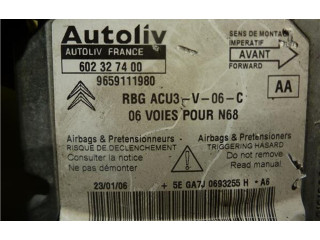 Autoliv
AUTOLIV FRANCE
602 32 74 00
9659111980
SENS DE MONTAGE
IMPERATIF
AVANT
FORWARD
AA
RBG ACU3-V-06-C
06 VOIES POUR N68
Airbags & Pretensionneurs
RISQUE DE DECLENCHEMENT
Consulter la notice
Ne pas démonter
Airbags & Pretensioners
TRIGGERING HASARD
Do not dismantle
Read manual
23/01/06 + 5E GA7J 0693255 H - A6